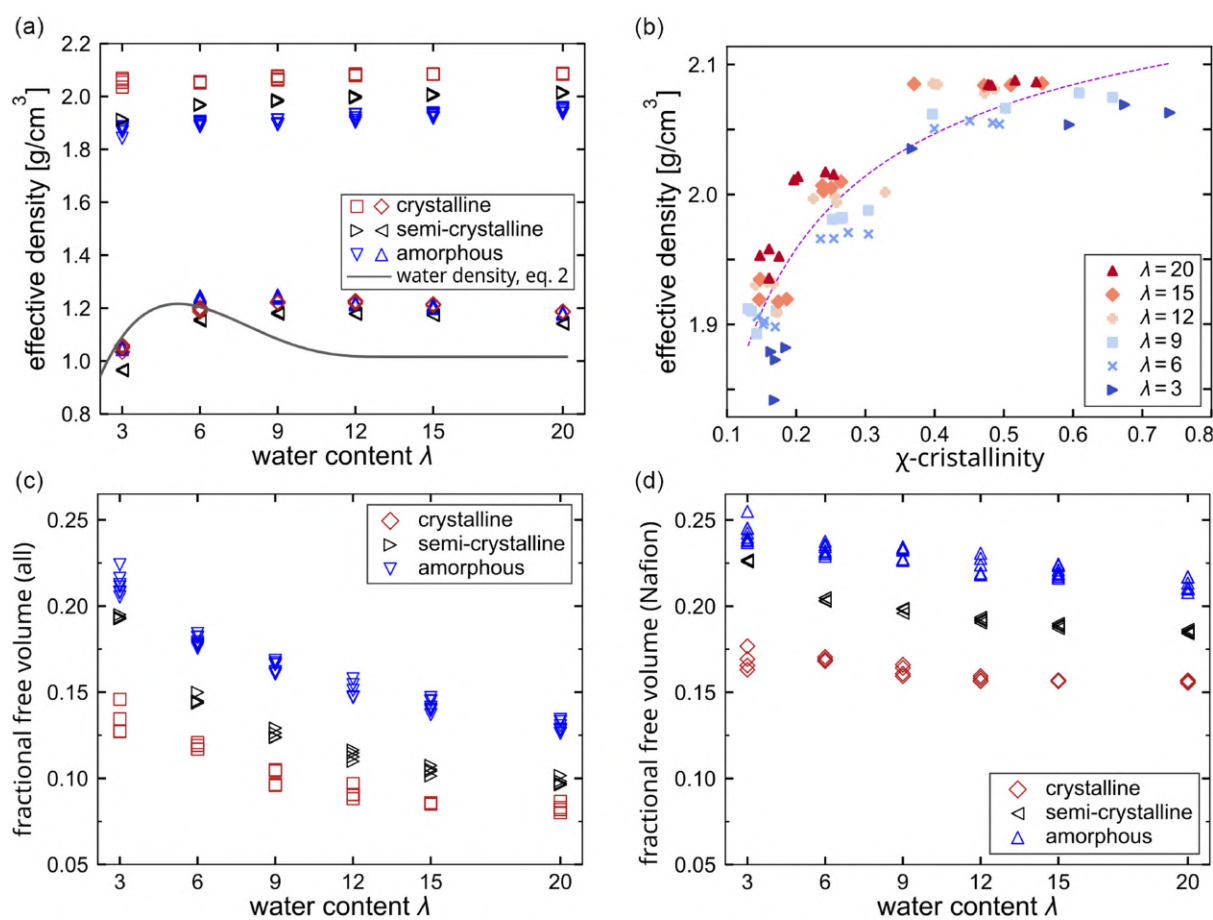 (a)
effective density [g/cm3]
2.2
2.0
1.8
1.6
1.4
1.2
1.0
0.8
crystalline
semi-crystalline
amorphous
water density, eq. 2
3 6 9 12 15 20
water content λ
(b)
effective density [g/cm3]
2.1
2.0
1.9
λ = 20
λ = 15
λ = 12
λ = 9
λ = 6
λ = 3
0.1 0.2 0.3 0.4 0.5 0.6 0.7 0.8
χ-cristallinity
(c)
fractional free volume (all)
0.25
0.20
0.15
0.10
0.05
crystalline
semi-crystalline
amorphous
3 6 9 12 15 20
water content λ
(d)
fractional free volume (Nafion)
0.25
0.20
0.15
0.10
0.05
crystalline
semi-crystalline
amorphous
3 6 9 12 15 20
water content λ